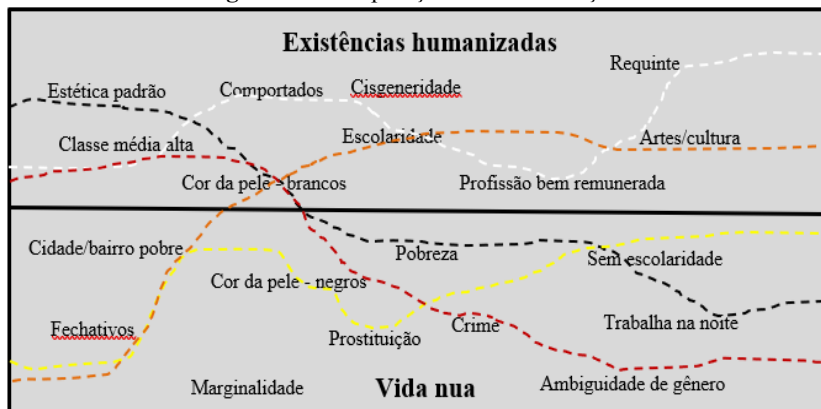 Existências humanizadas
Requinte
Estética padrão
Comportados
Cisgeneridade
Classe média alta
Escolaridade
Artes/cultura
Cor da pele - brancos
Profissão bem remunerada
Cidade/bairro pobre
Pobreza
Sem escolaridade
Cor da pele - negros
Fechativos
Prostituição
Crime
Trabalha na noite
Marginalidade
Vida nua
Ambiguidade de gênero